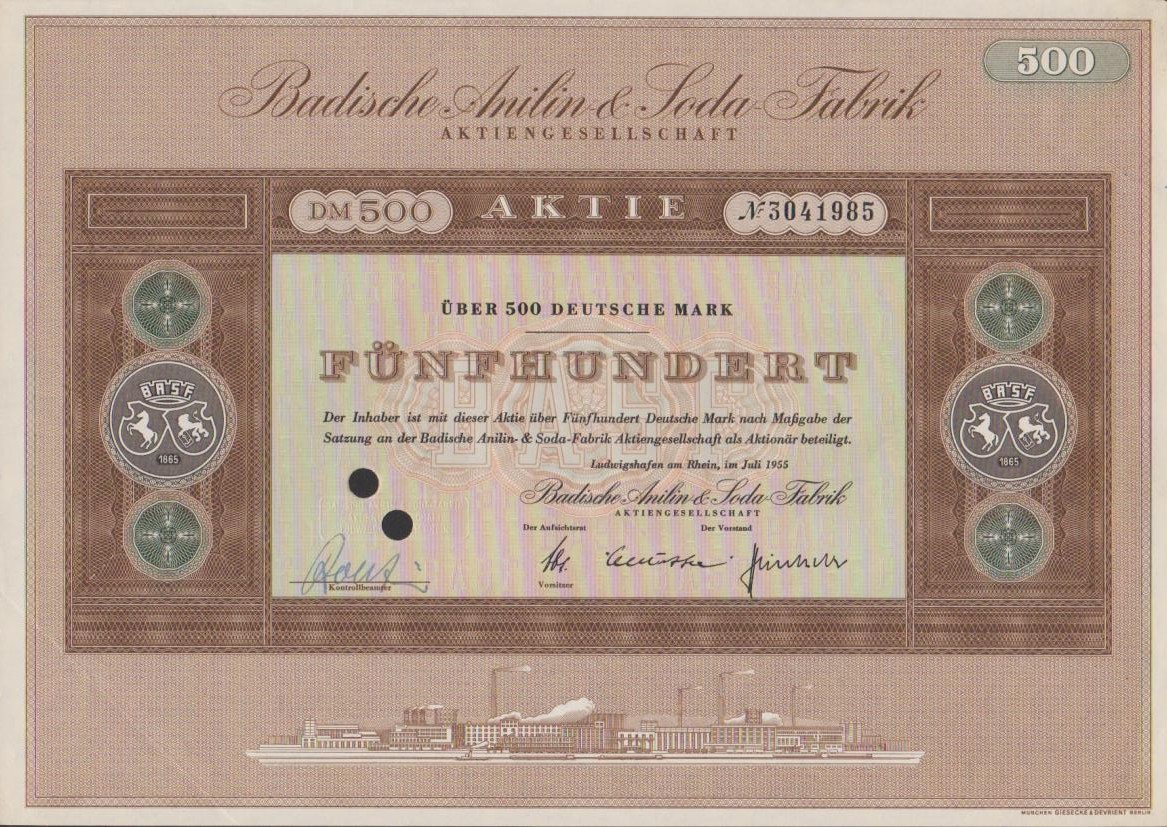 500
Badische Anilin- & Soda-Fabrik
AKTIENGESELLSCHAFT
DM 500 AKTIE № 3041985
ÜBER 500 DEUTSCHE MARK
FÜNFHUNDERT
BASF
Der Inhaber ist mit dieser Aktie über Fünfhundert Deutsche Mark nach Maßgabe der
Satzung an der Badische Anilin- & Soda-Fabrik Aktiengesellschaft als Aktionär beteiligt.
Ludwigshafen am Rhein, im Juli 1955
Badische Anilin & Soda-Fabrik
AKTIENGESELLSCHAFT
Der Aufsichtsrat Der Vorstand
Kontrollbeamter Vorsitzer
BASF
1865
BASF
1865
MÜNCHEN GIESECKE & DEVRIENT BERLIN